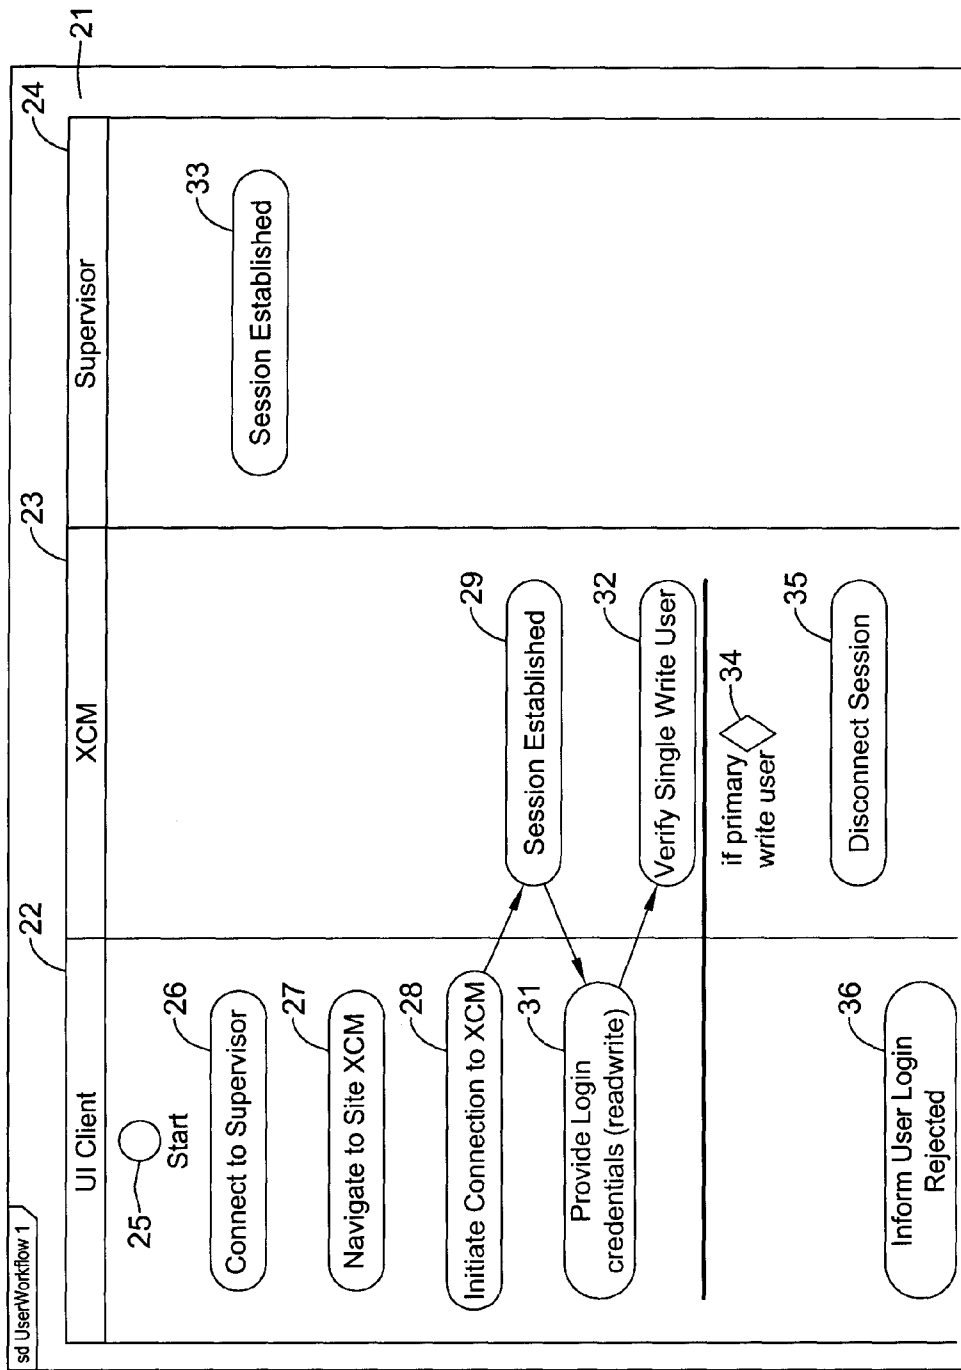 sd UserWorkflow 1
21
22
23
24
UI Client
XCM
Supervisor
25
Start
26
Connect to Supervisor
33
Session Established
27
Navigate to Site XCM
28
Initiate Connection to XCM
29
Session Established
31
Provide Login
credentials (readwrite)
32
Verify Single Write User
if primary
write user
34
35
Disconnect Session
36
Inform User Login
Rejected